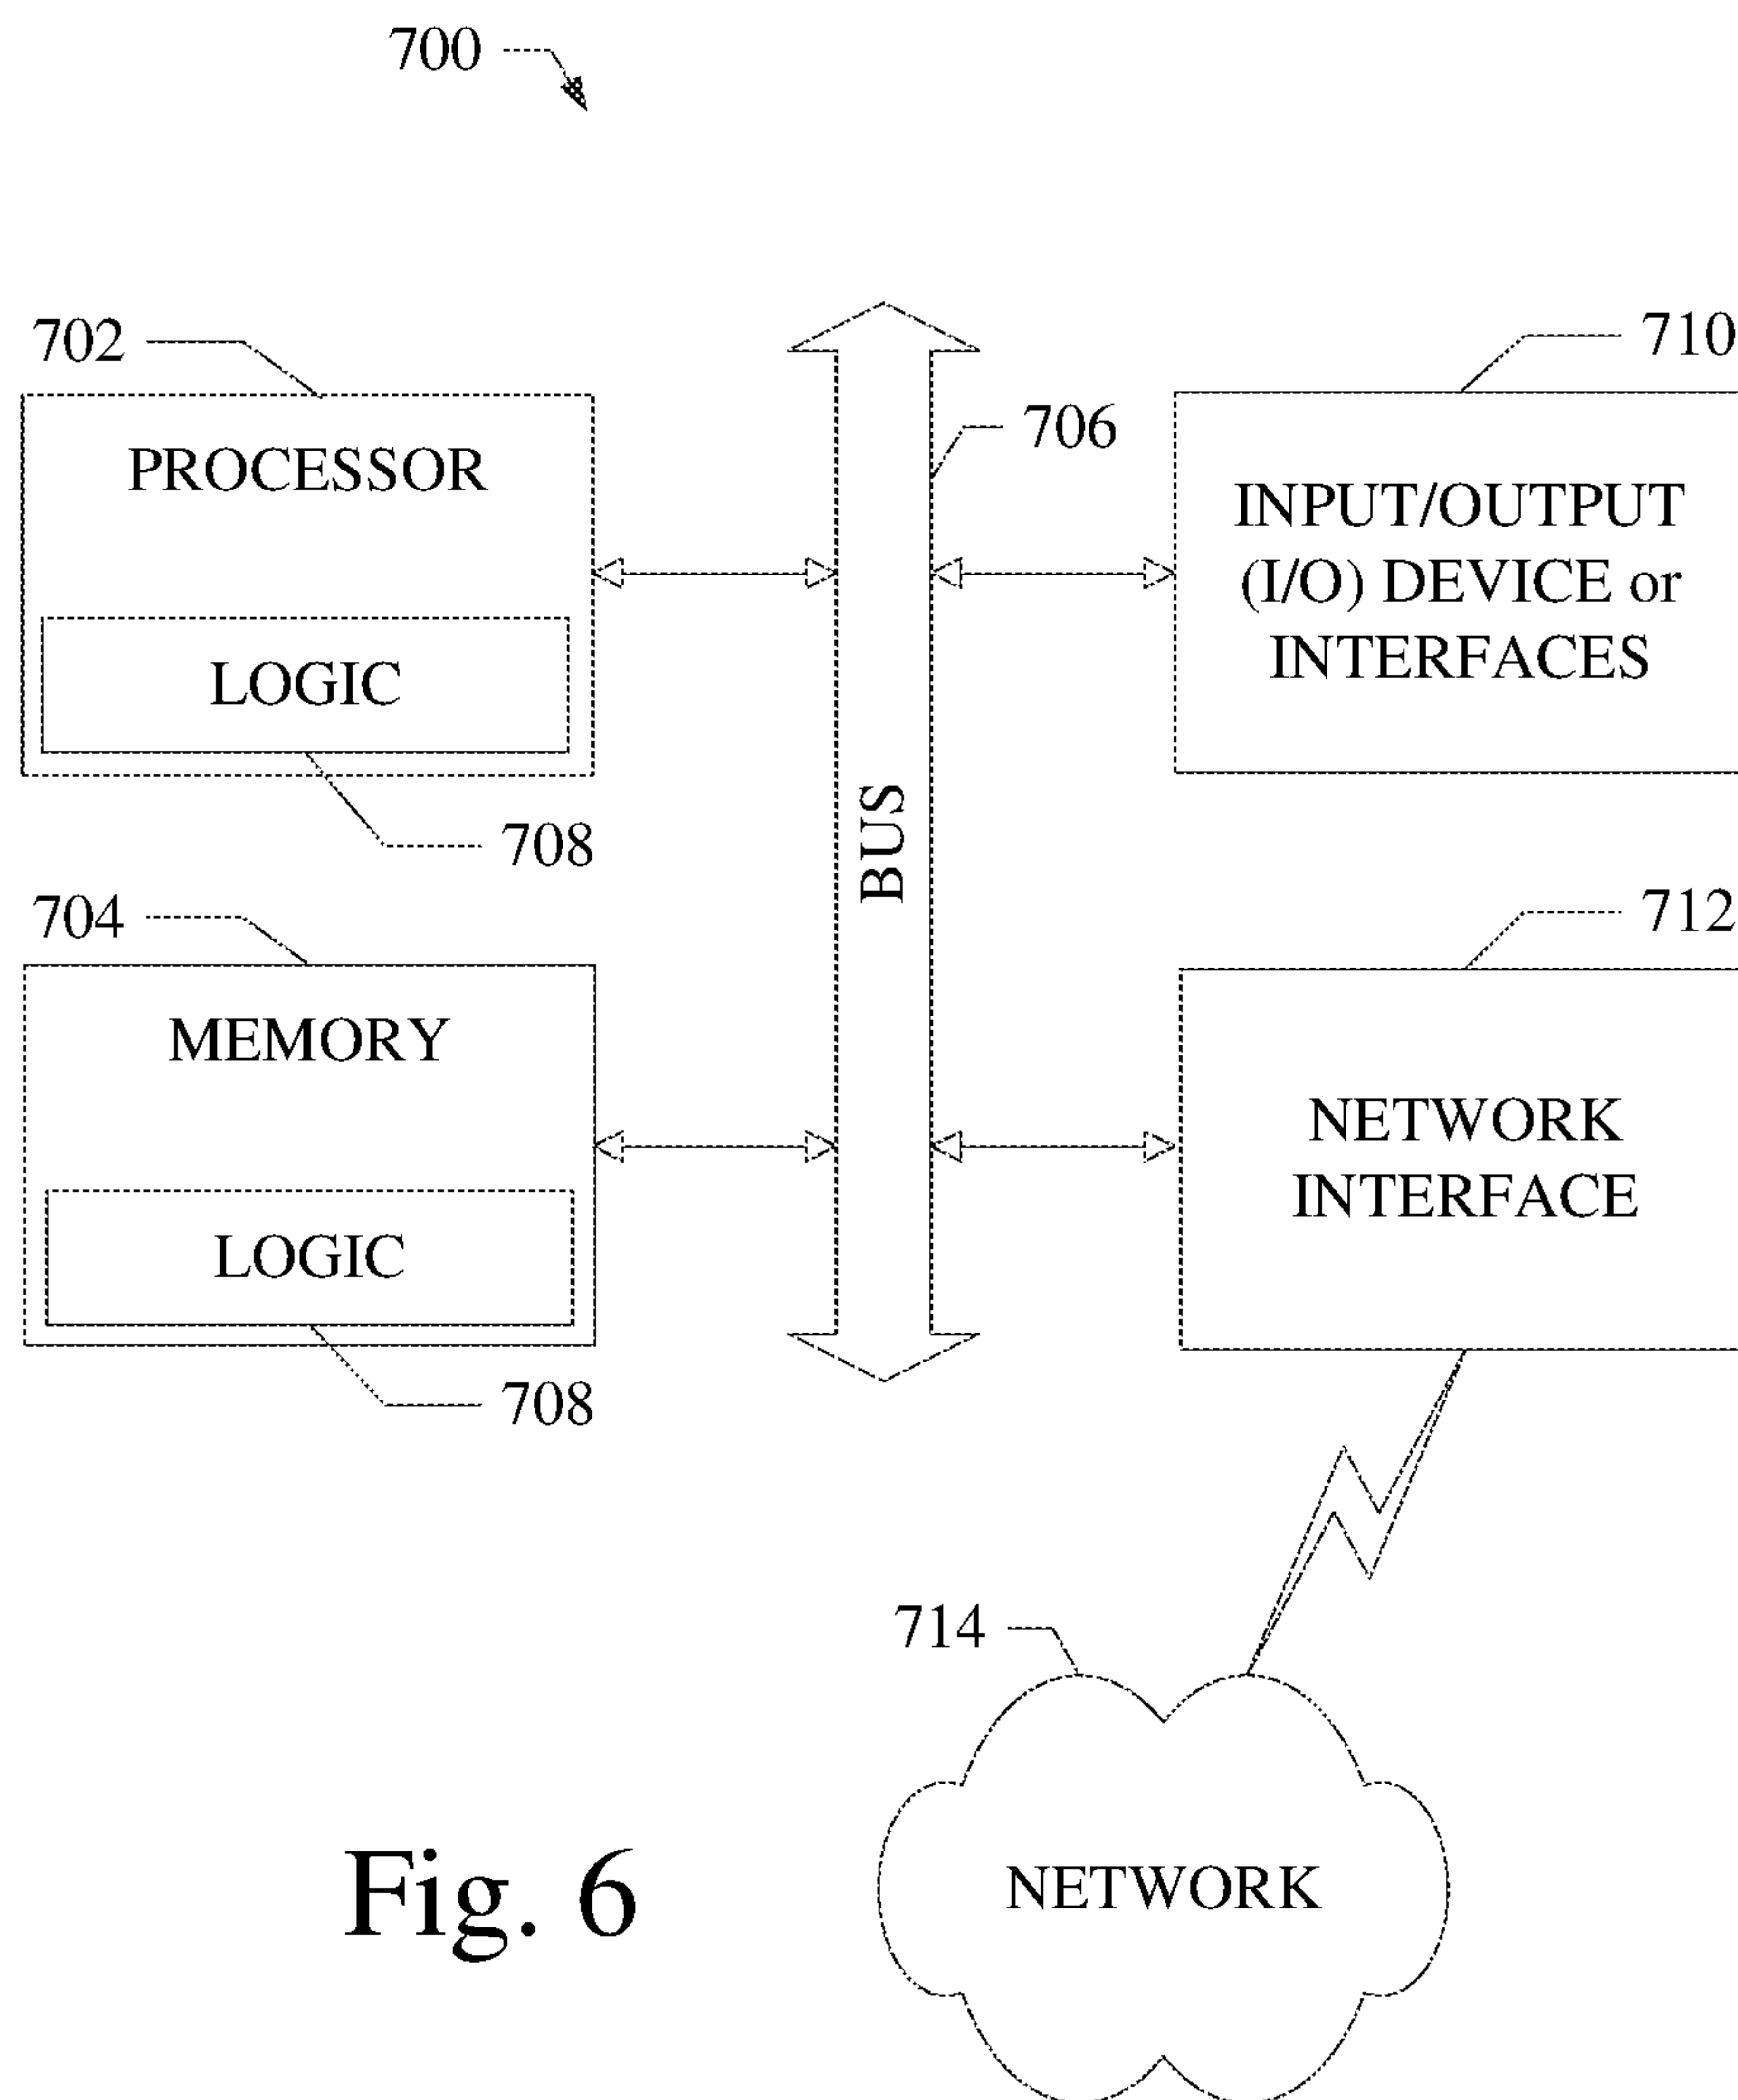 700
702
710
706
PROCESSOR
INPUT/OUTPUT
(I/O) DEVICE or
INTERFACES
LOGIC
708
BUS
704
712
MEMORY
NETWORK
INTERFACE
LOGIC
708
714
NETWORK
Fig. 6